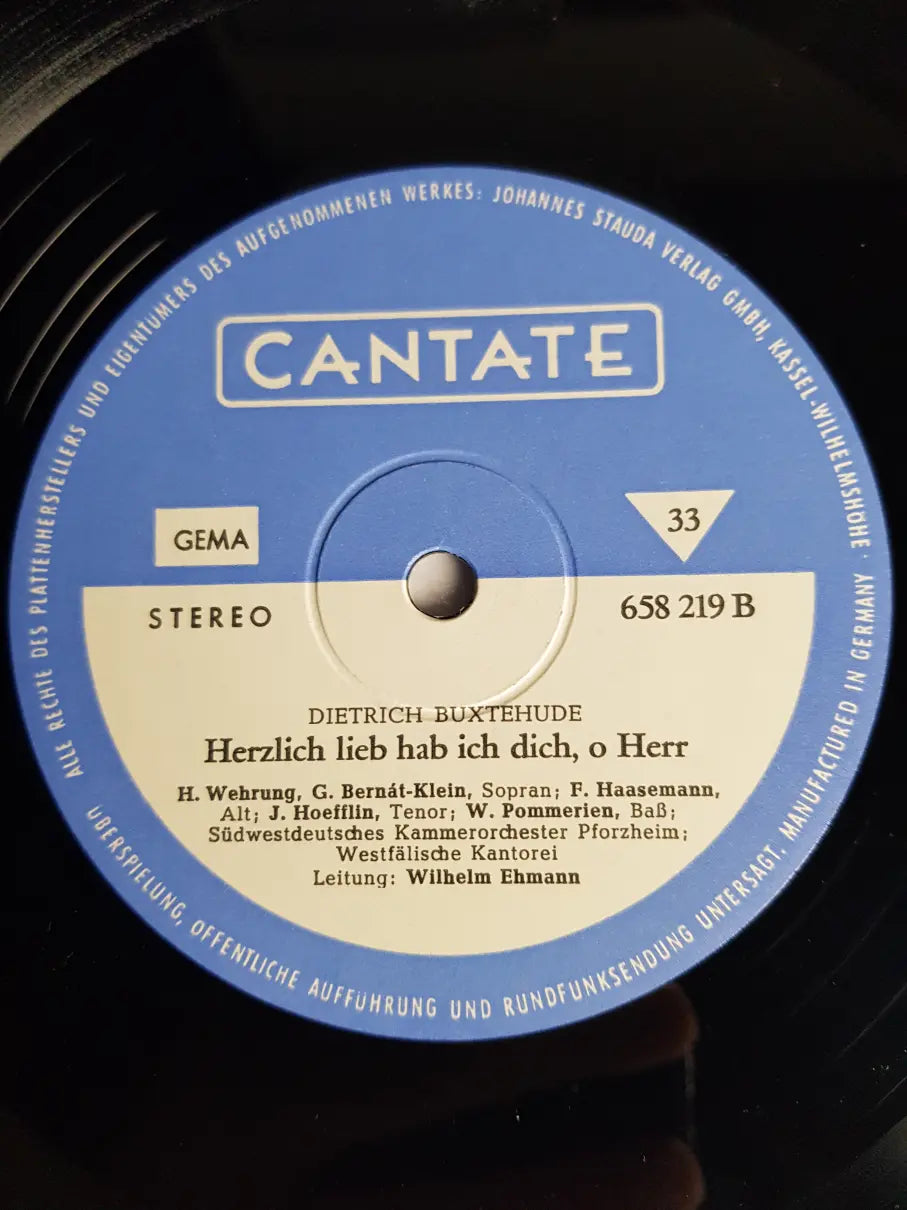 ALLE RECHTE DES PLATTENHERSTELLERS UND EIGENTÜMERS DES AUFGENOMMENEN WERKES: JOHANNES STAUDA VERLAG GMBH, KASSEL-WILHELMSHÖHE · MANUFACTURED IN GERMANY
CANTATE
GEMA
33
STEREO
658 219 B
DIETRICH BUXTEHUDE
Herzlich lieb hab ich dich, o Herr
H. Wehrung, G. Bernát-Klein, Sopran; F. Haasemann,
Alt; J. Hoefflin, Tenor; W. Pommerien, Baß;
Südwestdeutsches Kammerorchester Pforzheim;
Westfälische Kantorei
Leitung: Wilhelm Ehmann
ÜBERSPIELUNG, ÖFFENTLICHE AUFFÜHRUNG UND RUNDFUNKSENDUNG UNTERSAGT.